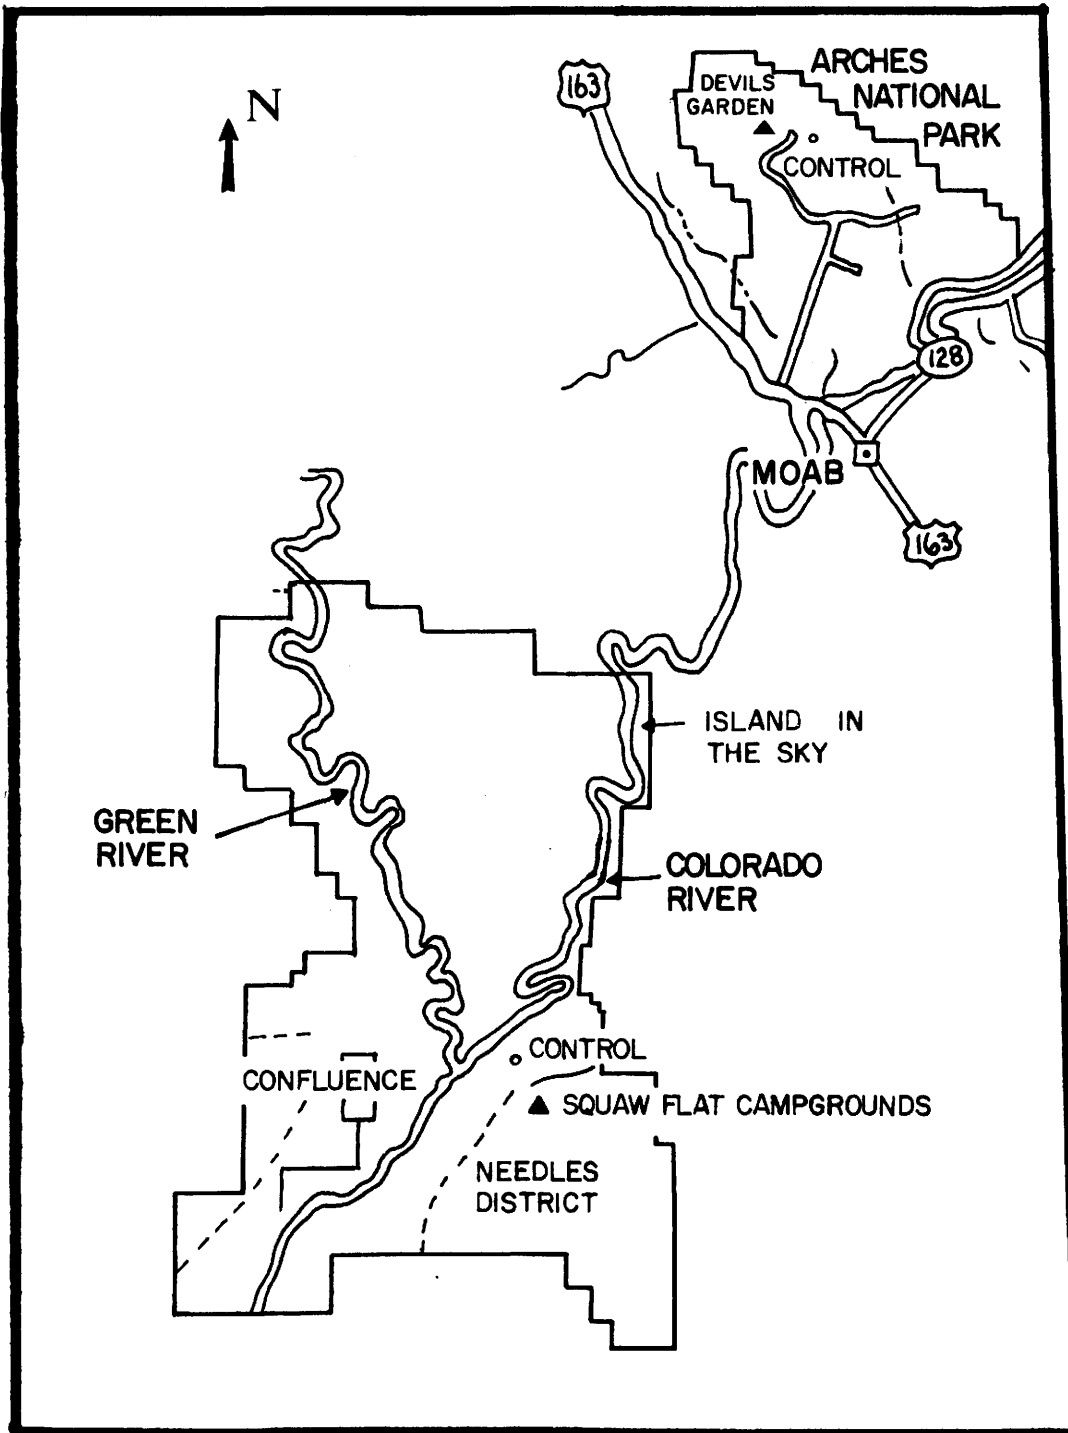 N
163
ARCHES
NATIONAL
PARK
DEVILS
GARDEN
CONTROL
128
MOAB
163
ISLAND IN
THE SKY
GREEN
RIVER
COLORADO
RIVER
CONTROL
CONFLUENCE
SQUAW FLAT CAMPGROUNDS
NEEDLES
DISTRICT